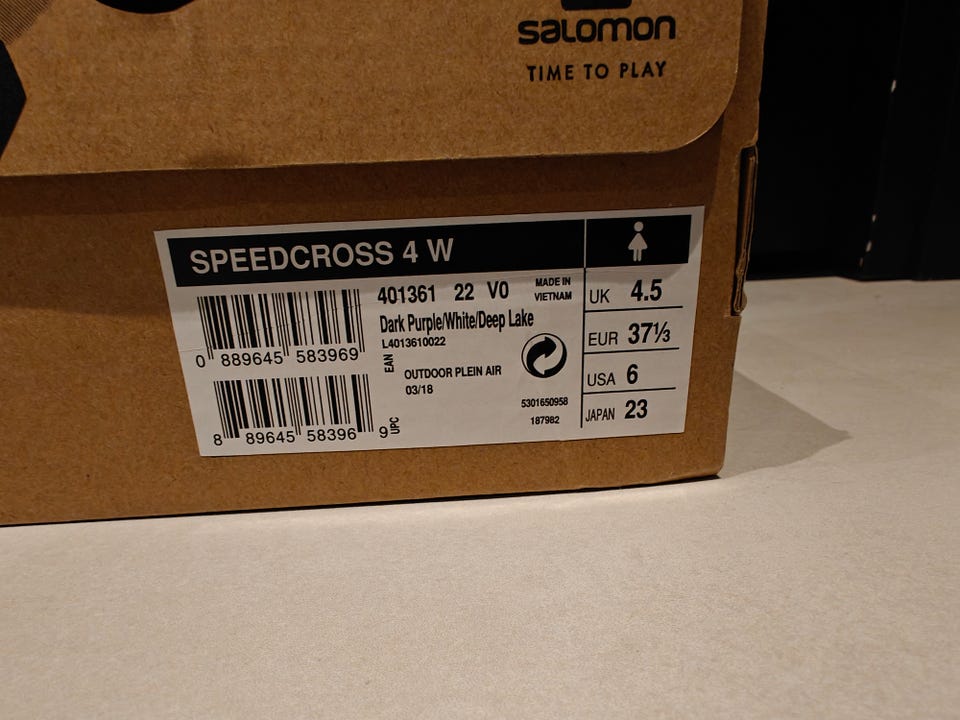 salomon
TIME TO PLAY
SPEEDCROSS 4 W
401361 22 V0
MADE IN
VIETNAM
Dark Purple/White/Deep Lake
L4013610022
0 889645 583969
EAN
OUTDOOR PLEIN AIR
03/18
8 89645 58396 9
UPC
5301650958
187982
UK 4.5
EUR 37⅓
USA 6
JAPAN 23